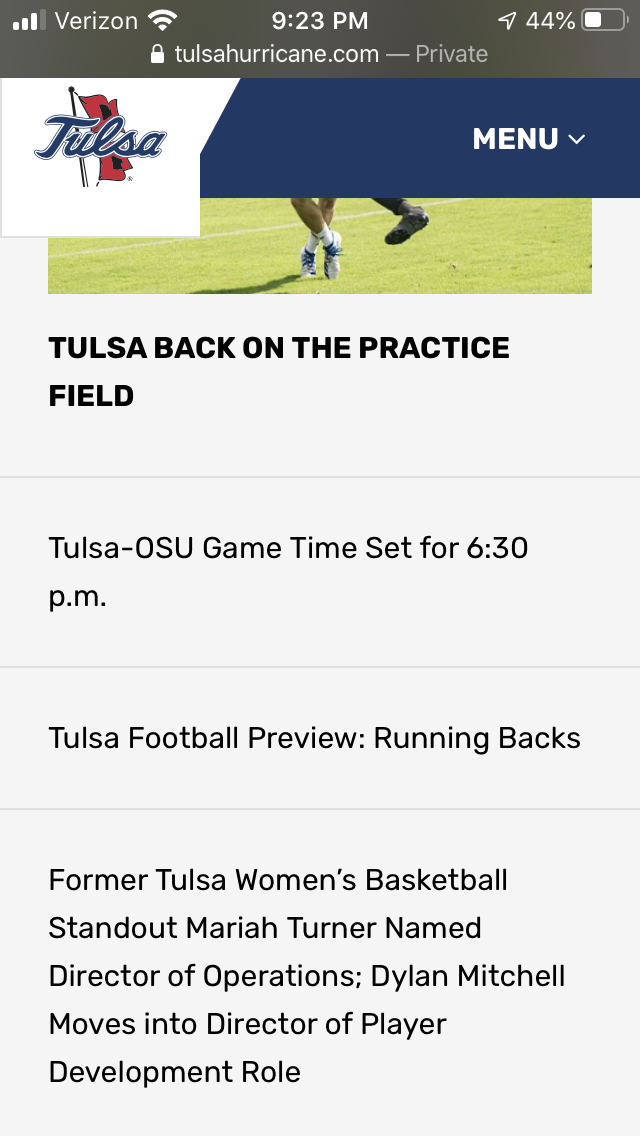 Verizon 9:23 PM 44%
tulsahurricane.com — Private
Tulsa
MENU
TULSA BACK ON THE PRACTICE
FIELD
Tulsa-OSU Game Time Set for 6:30
p.m.
Tulsa Football Preview: Running Backs
Former Tulsa Women’s Basketball
Standout Mariah Turner Named
Director of Operations; Dylan Mitchell
Moves into Director of Player
Development Role